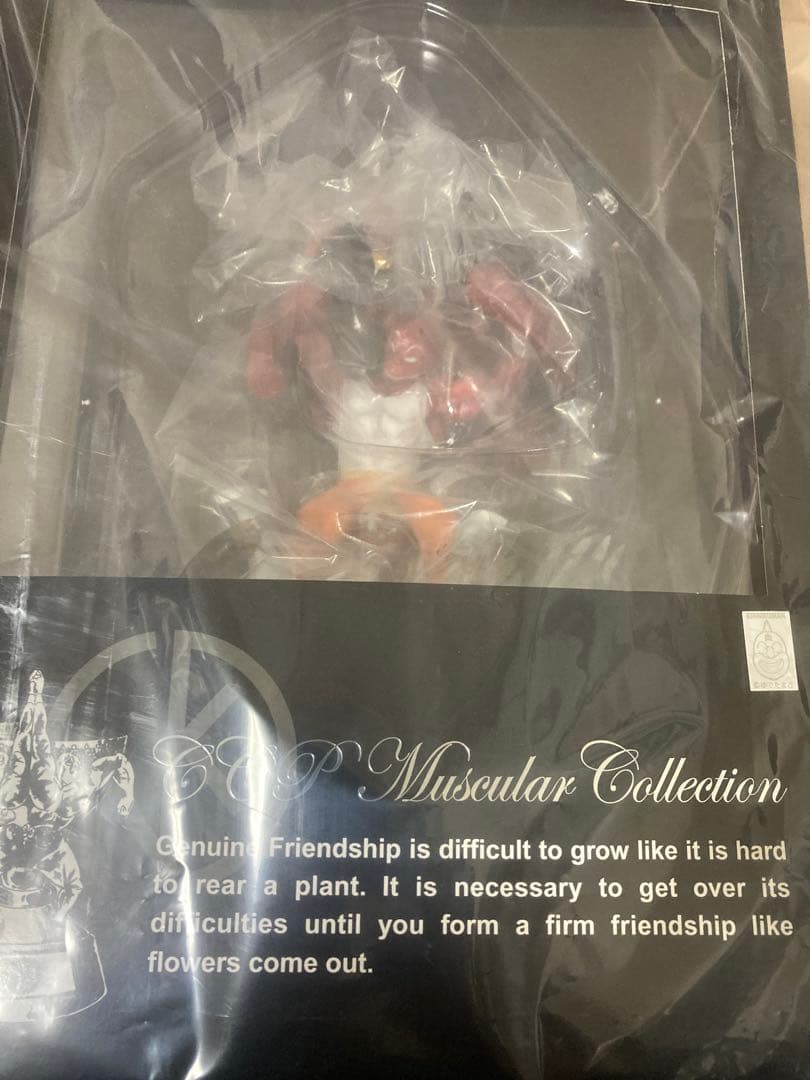 CCP Muscular Collection
Genuine Friendship is difficult to grow like it is hard
to rear a plant. It is necessary to get over its
difficulties until you form a firm friendship like
flowers come out.